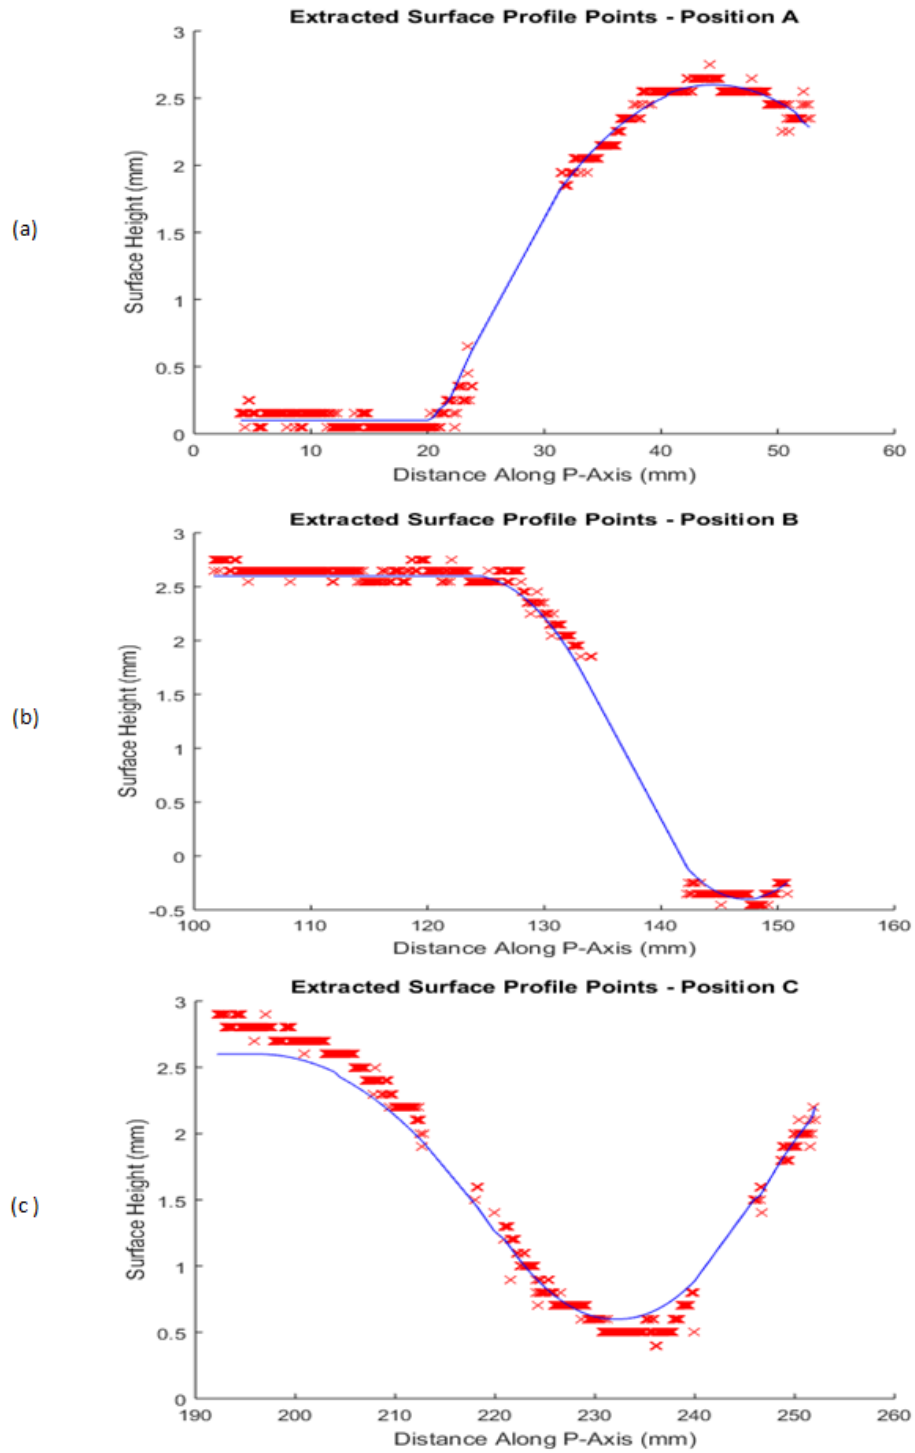 Extracted Surface Profile Points - Position A
3
2.5
2
1.5
1
0.5
0
Surface Height (mm)
(a)
0 10 20 30 40 50 60
Distance Along P-Axis (mm)
Extracted Surface Profile Points - Position B
3
2.5
2
1.5
1
0.5
0
-0.5
Surface Height (mm)
(b)
100 110 120 130 140 150 160
Distance Along P-Axis (mm)
Extracted Surface Profile Points - Position C
3
2.5
2
1.5
1
0.5
0
Surface Height (mm)
(c)
190 200 210 220 230 240 250 260
Distance Along P-Axis (mm)